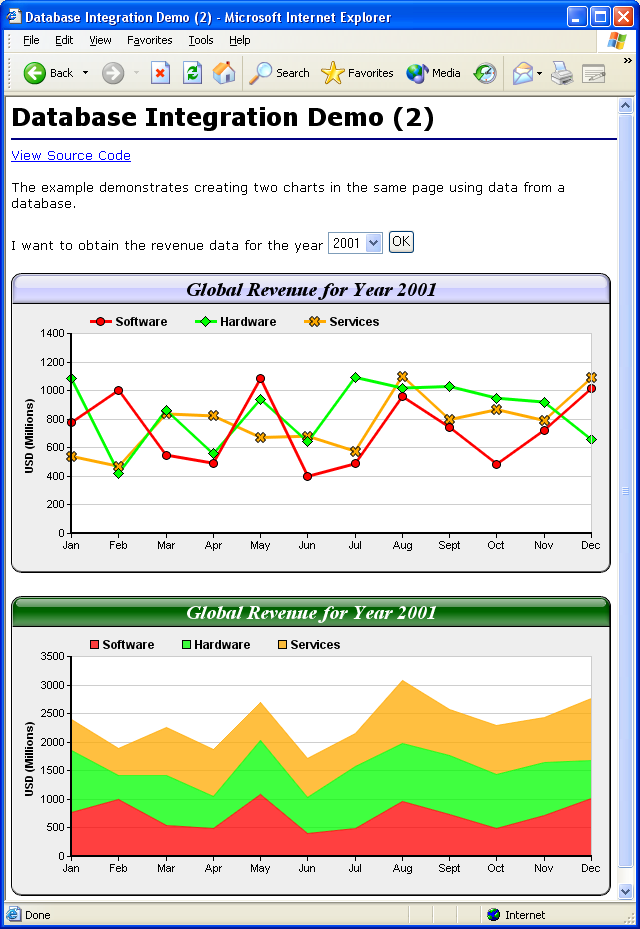 Database Integration Demo (2) - Microsoft Internet Explorer
File Edit View Favorites Tools Help
Back Search Favorites Media »
Database Integration Demo (2)
View Source Code
The example demonstrates creating two charts in the same page using data from a
database.
I want to obtain the revenue data for the year 2001 OK
Global Revenue for Year 2001
Software Hardware Services
1400
1200
1000
800
600
400
200
0
USD (Millions)
Jan Feb Mar Apr May Jun Jul Aug Sept Oct Nov Dec
Global Revenue for Year 2001
Software Hardware Services
3500
3000
2500
2000
1500
1000
500
0
USD (Millions)
Jan Feb Mar Apr May Jun Jul Aug Sept Oct Nov Dec
Done Internet